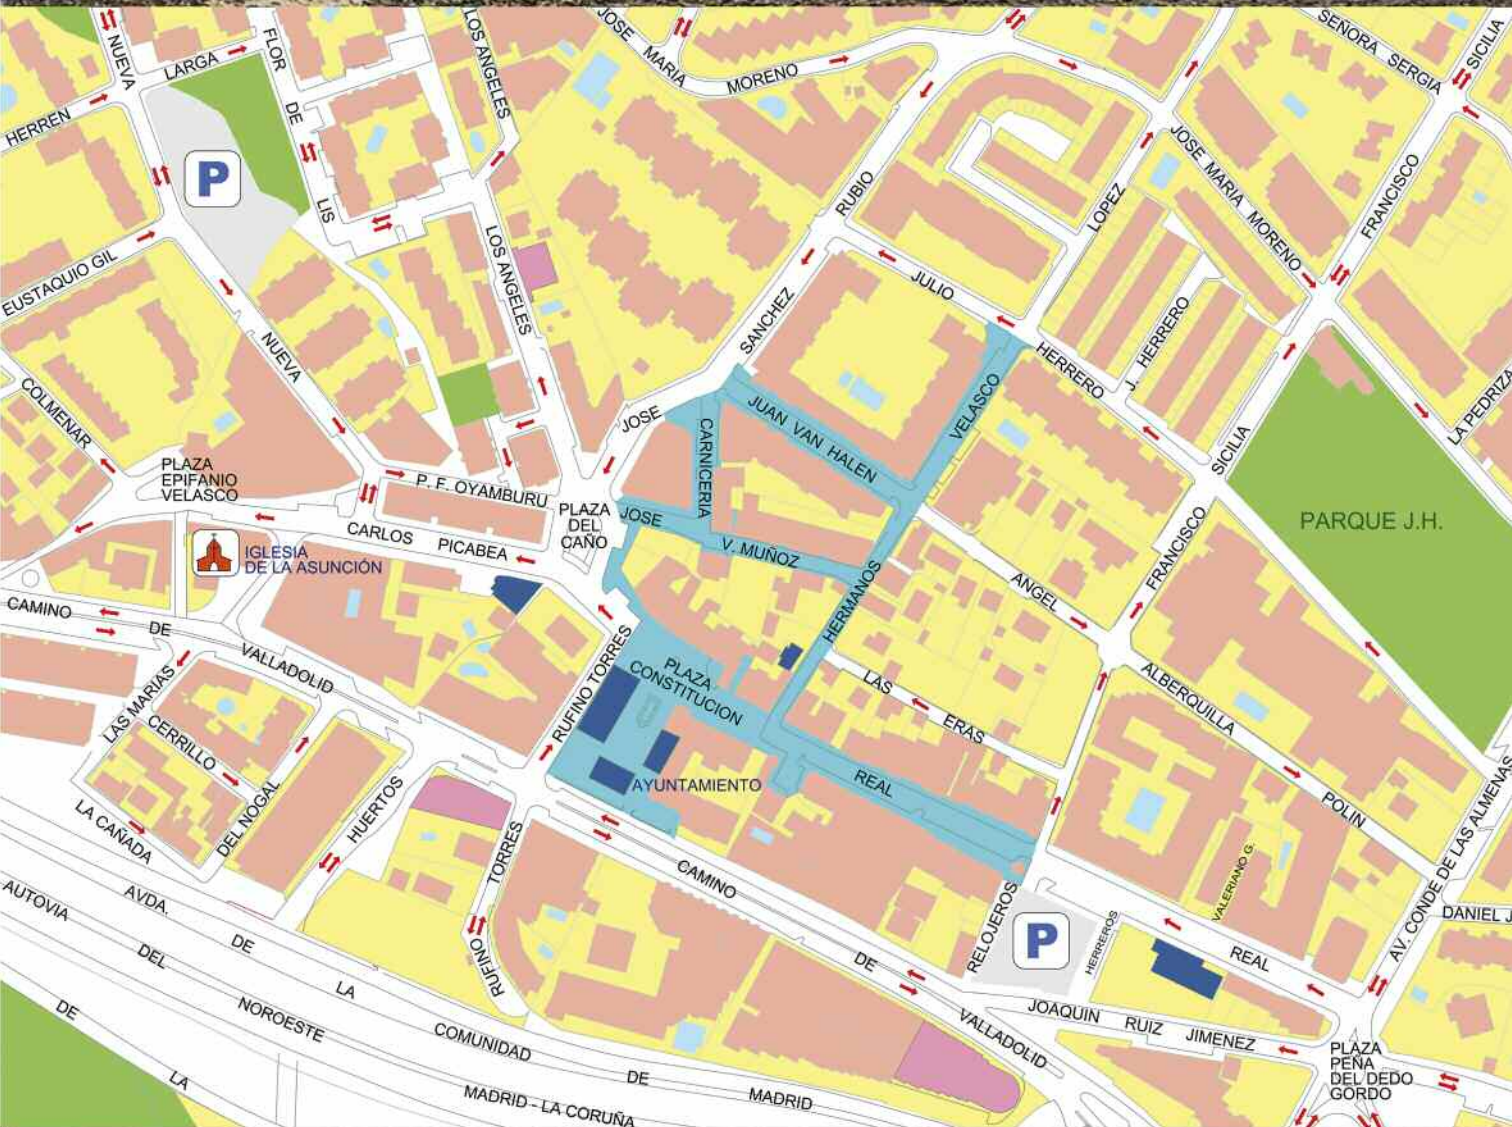 NUEVA
LARGA
FLOR
DE
LIS
HERREN
P
LOS ANGELES
JOSE
MARIA
MORENO
SEÑORA
SERGIA
SICILIA
RUBIO
LOPEZ
JOSE MARIA MORENO
FRANCISCO
EUSTAQUIO GIL
LOS ANGELES
SANCHEZ
JULIO
HERRERO
J. HERRERO
NUEVA
COLMENAR
JOSE
CARNICERIA
JUAN VAN HALEN
VELASCO
SICILIA
LA PEDRIZA
PLAZA
EPIFANIO
VELASCO
P. F. OYAMBURU
PLAZA
DEL
CAÑO
JOSE
V. MUÑOZ
CARLOS
PICABEA
PARQUE J.H.
IGLESIA
DE LA ASUNCIÓN
HERMANOS
ANGEL
FRANCISCO
CAMINO
DE
VALLADOLID
RUFINO TORRES
PLAZA
CONSTITUCION
LAS
ERAS
ALBERQUILLA
POLIN
LAS MARIAS
CERRILLO
DEL NOGAL
HUERTOS
LA CAÑADA
AYUNTAMIENTO
REAL
TORRES
RUFINO
CAMINO
DE
VALLADOLID
RELOJEROS
P
HERREROS
VALERIANO G.
REAL
AV. CONDE DE LAS ALMENAS
DANIEL J
AVDA.
DE
LA
COMUNIDAD
DE
MADRID
AUTOVIA
DEL
NOROESTE
MADRID - LA CORUÑA
DE
LA
JOAQUIN
RUIZ
JIMENEZ
PLAZA
PEÑA
DEL DEDO
GORDO